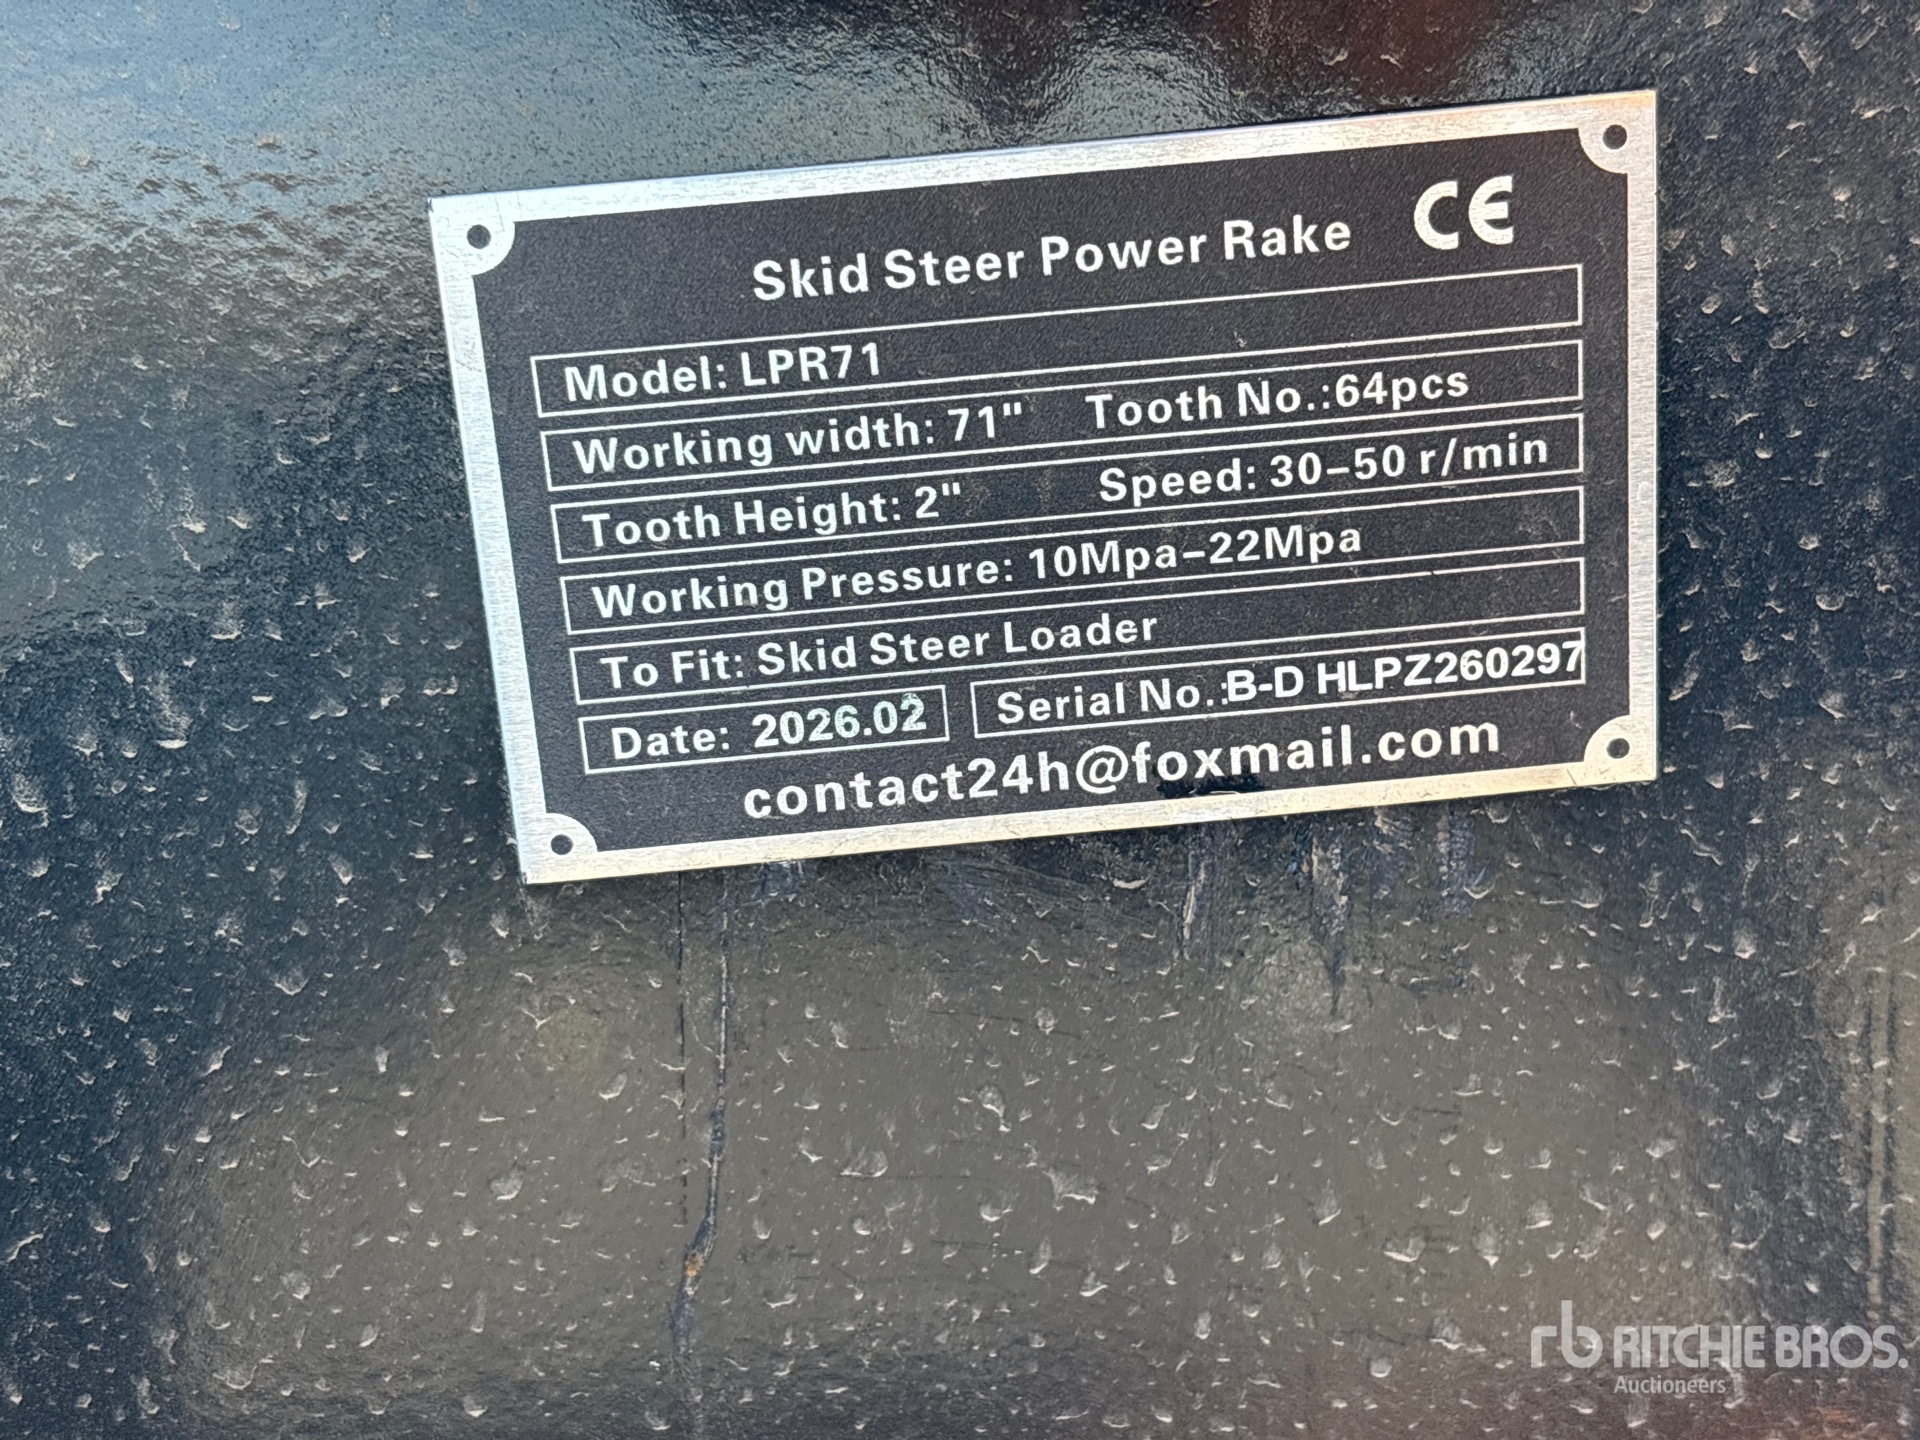 Skid Steer Power Rake CE
Model: LPR71
Working width: 71" Tooth No.:64pcs
Tooth Height: 2" Speed: 30-50 r/min
Working Pressure: 10Mpa-22Mpa
To Fit: Skid Steer Loader
Date: 2026.02 Serial No.:B-D HLPZ260297
contact24h@foxmail.com
rb RITCHIE BROS.
Auctioneers